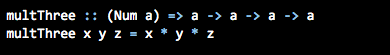 multThree :: (Num a) => a -> a -> a -> a
multThree x y z = x * y * z